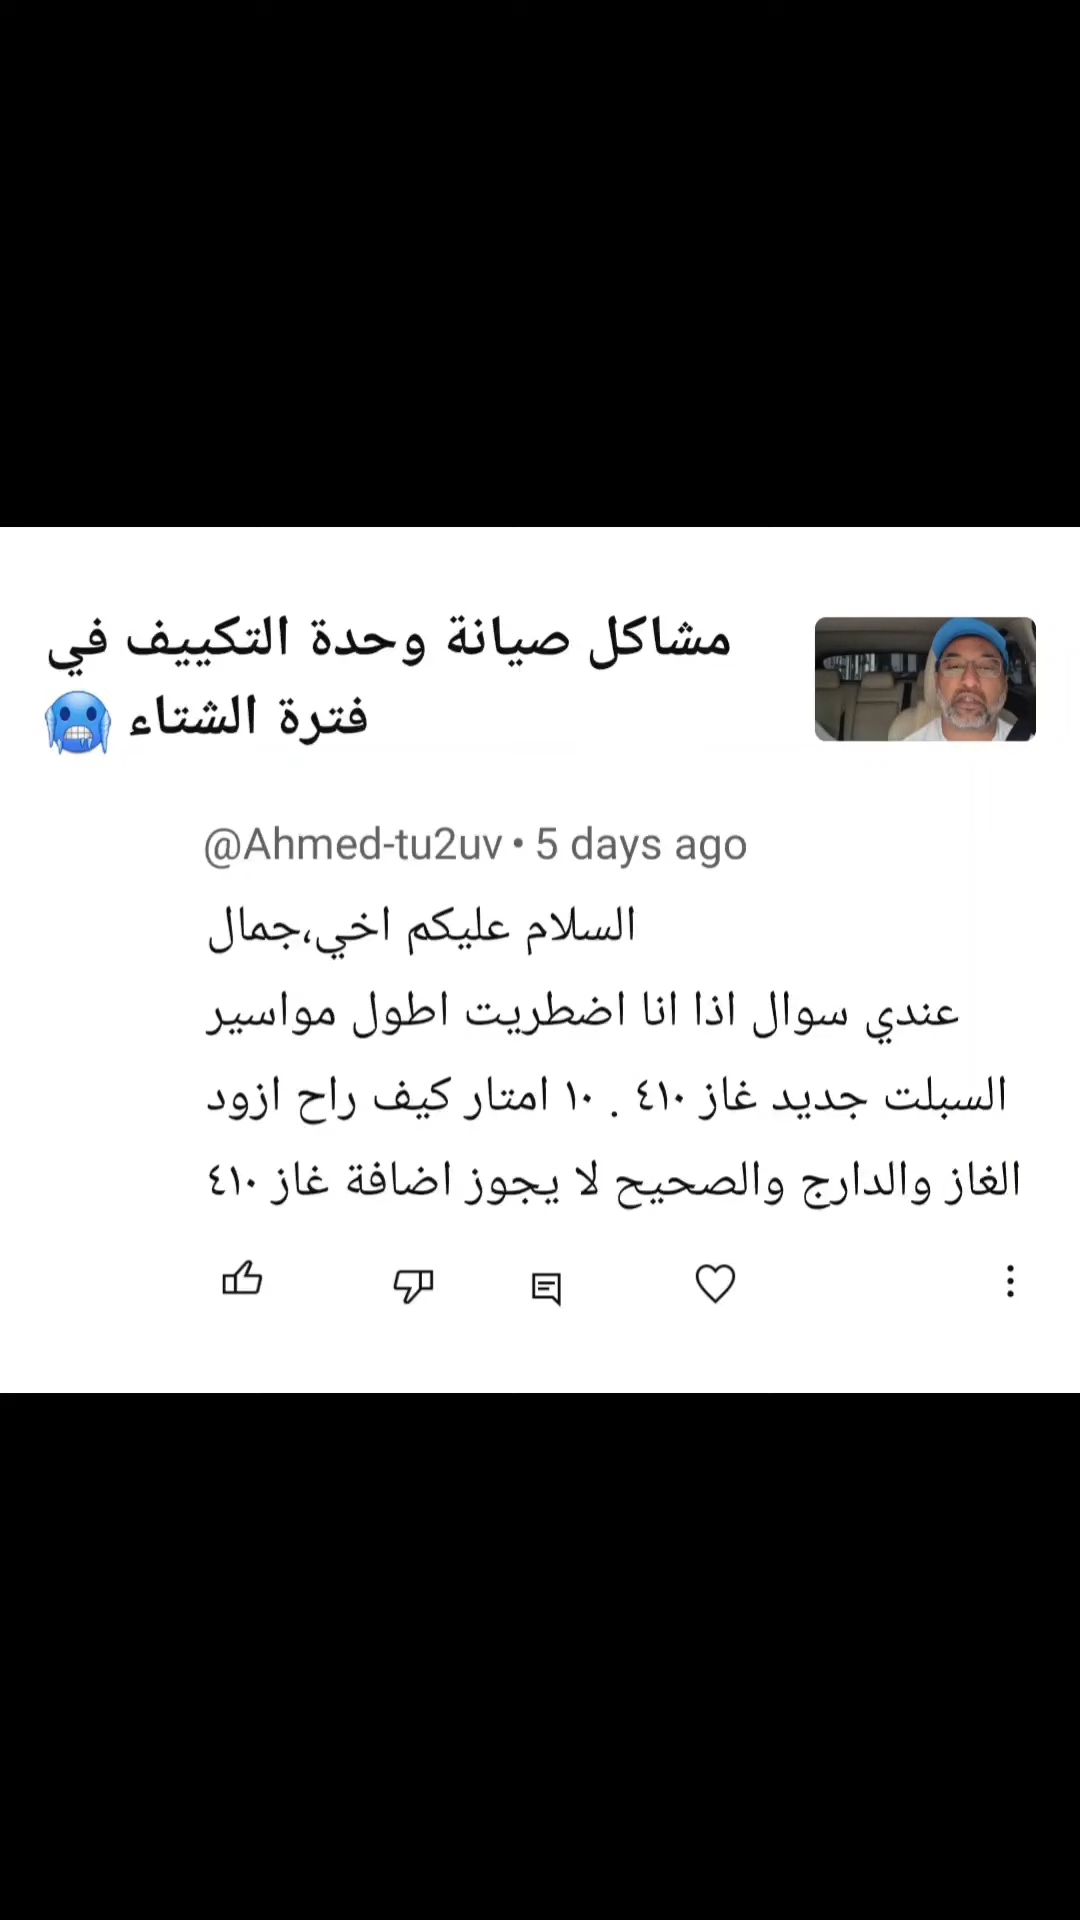 مشاكل صيانة وحدة التكييف في
فترة الشتاء 🥶
@Ahmed-tu2uv • 5 days ago
السلام عليكم اخي،جمال
عندي سوال اذا انا اضطريت اطول مواسير
السبلت جديد غاز ٤١٠ . ١٠ امتار كيف راح ازود
الغاز والدارج والصحيح لا يجوز اضافة غاز ٤١٠